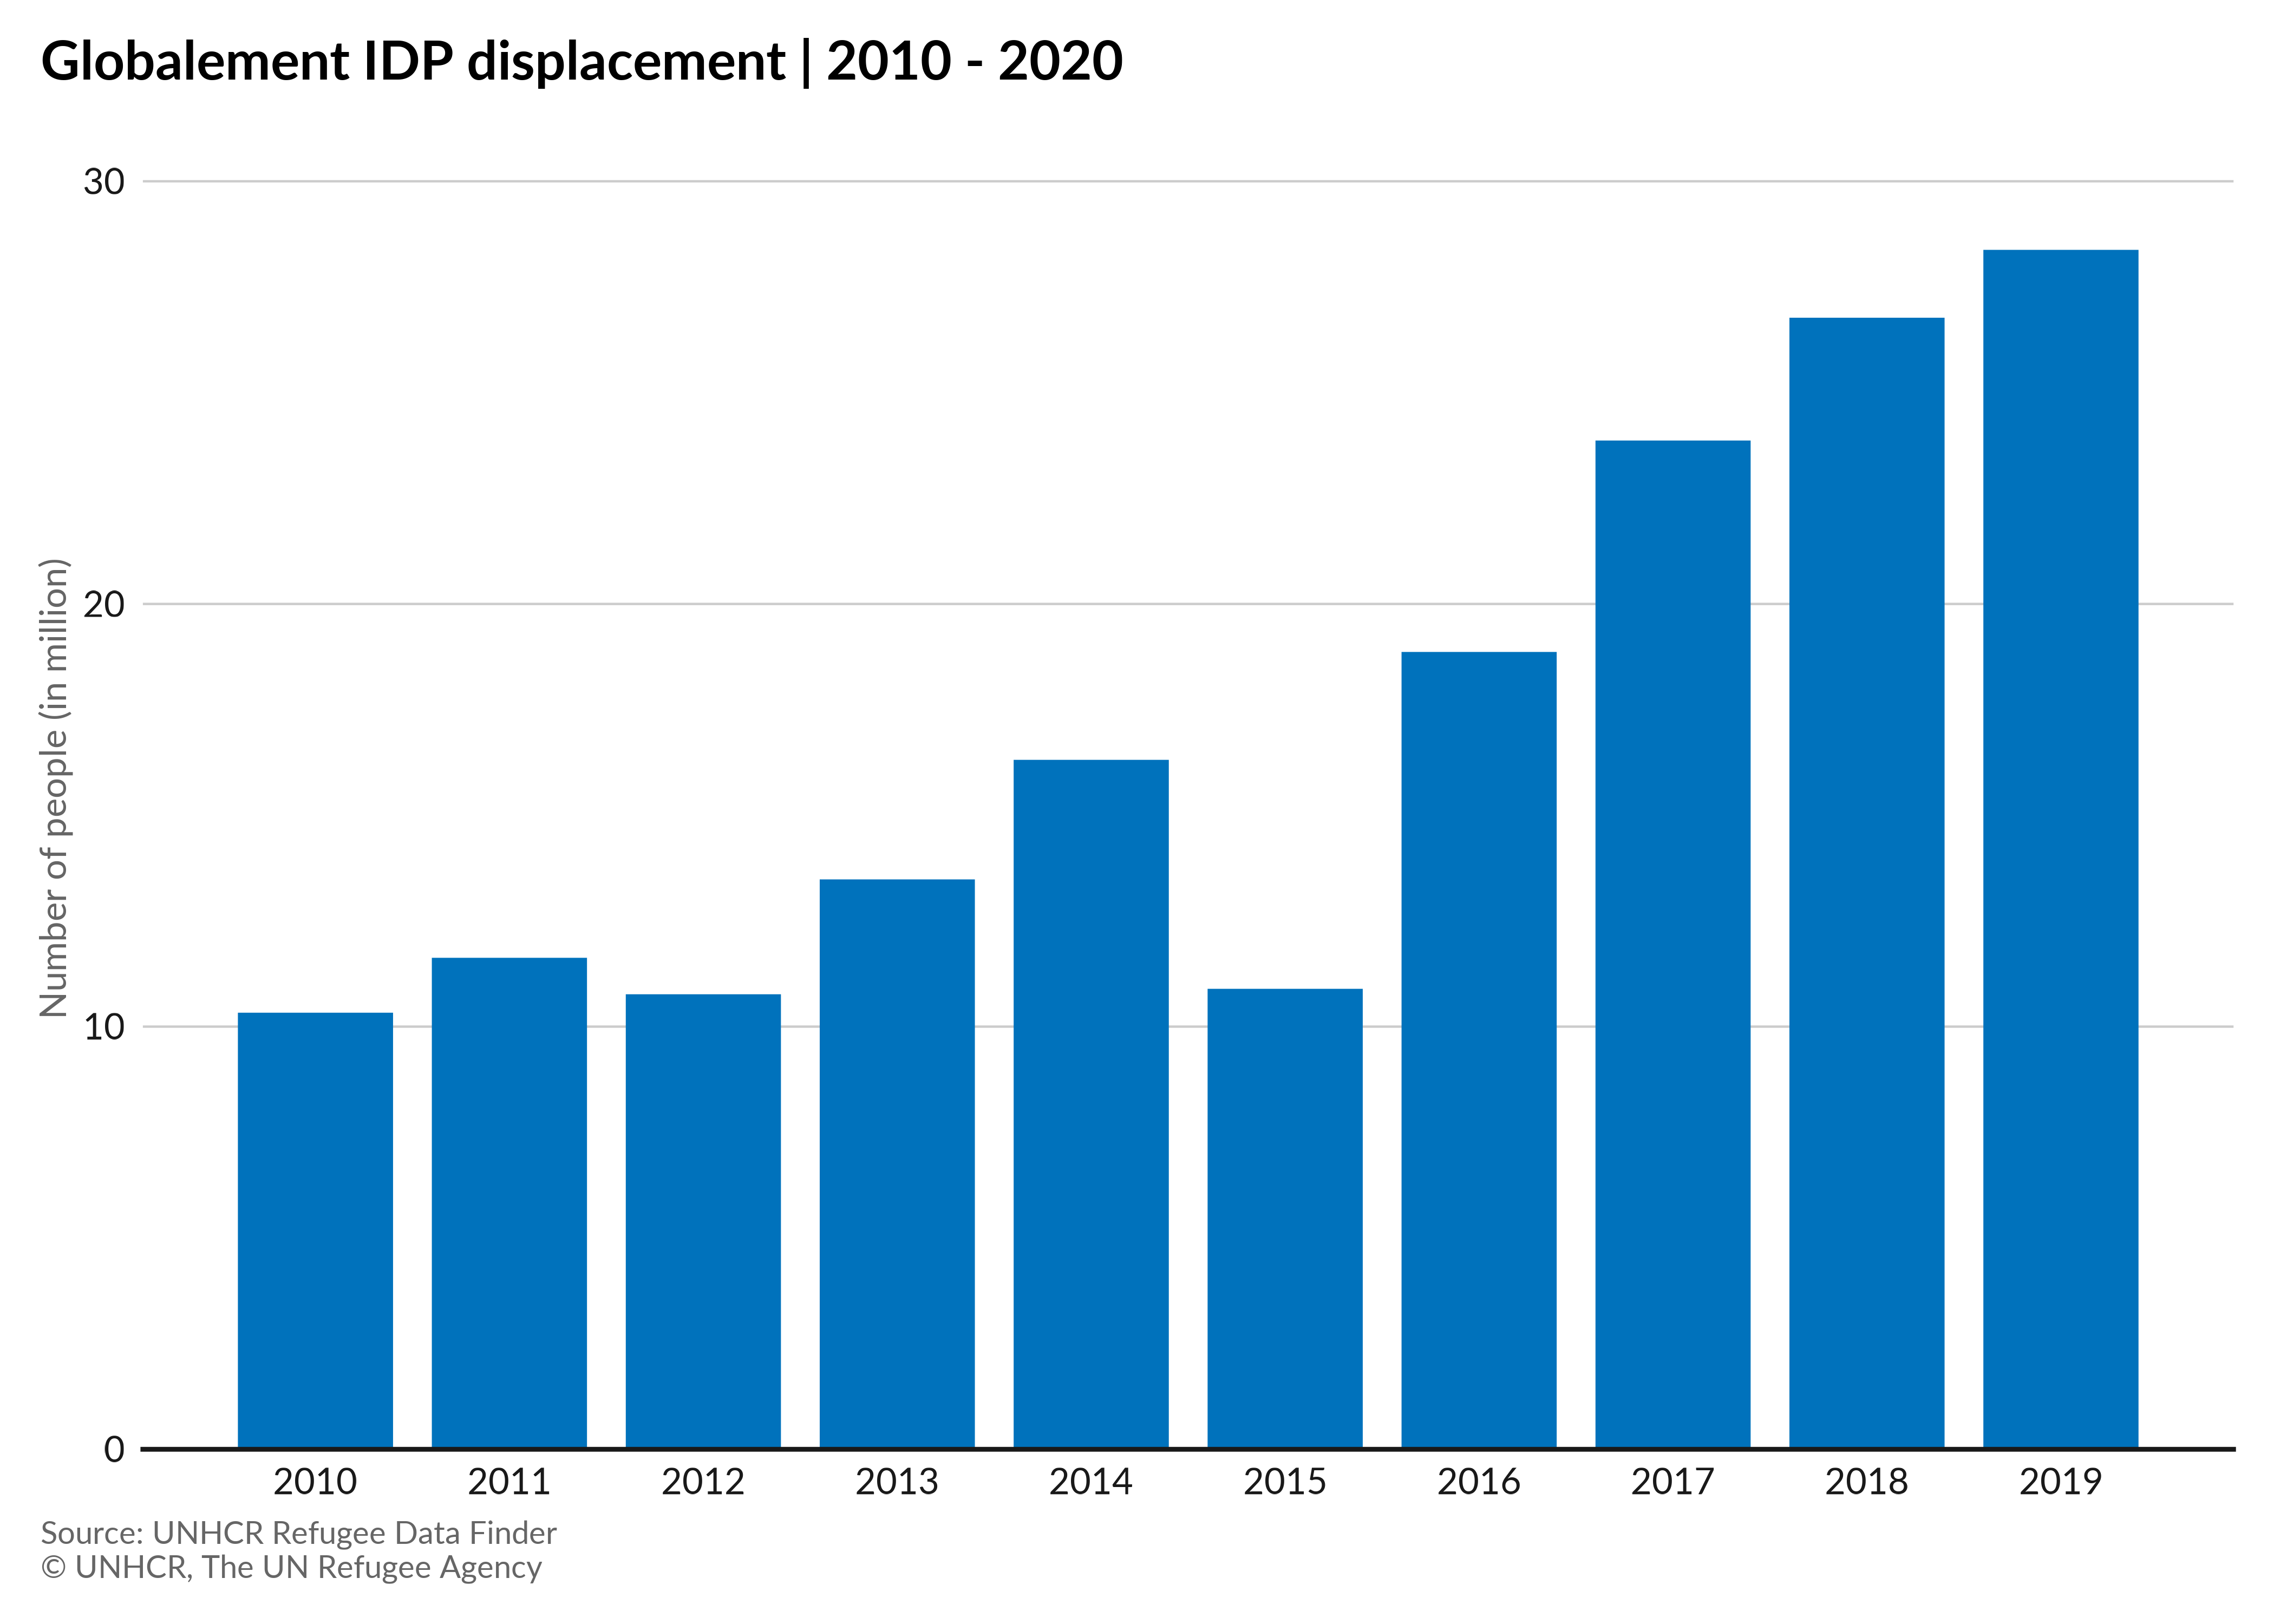 Globalement IDP displacement | 2010 - 2020
Number of people (in million)
30
20
10
0
2010 2011 2012 2013 2014 2015 2016 2017 2018 2019
Source: UNHCR Refugee Data Finder
© UNHCR, The UN Refugee Agency